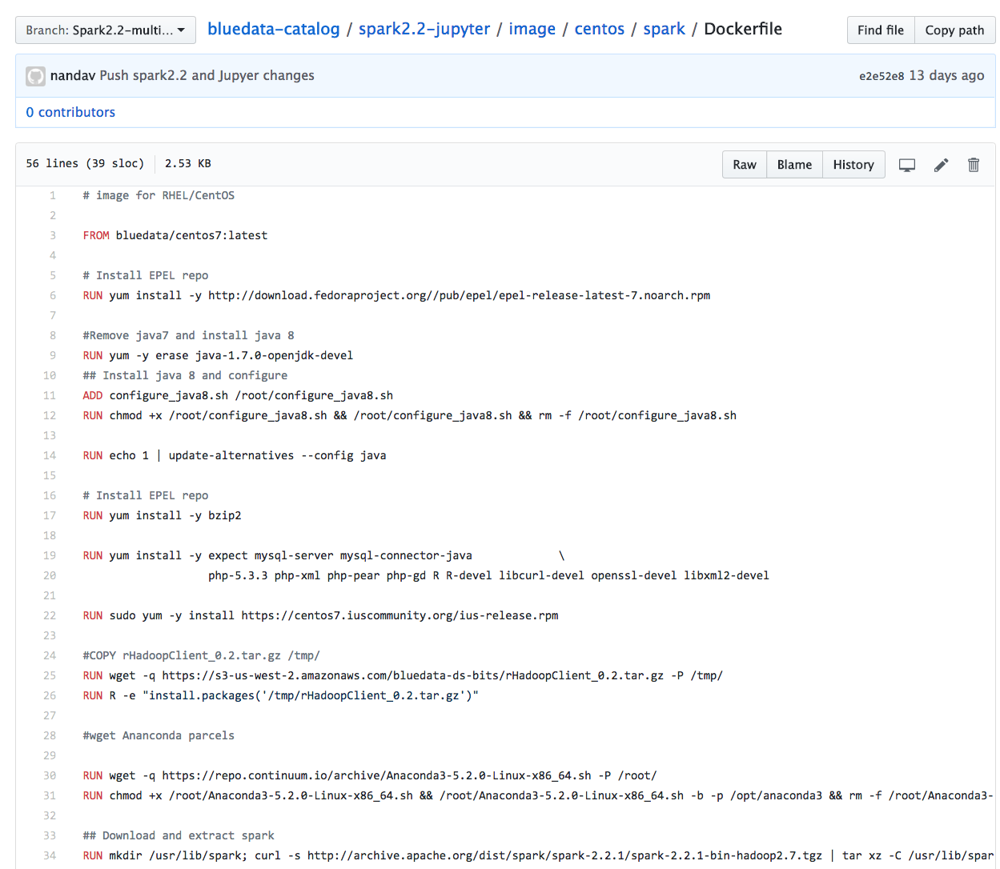 Branch: Spark2.2-multi... bluedata-catalog / spark2.2-jupyter / image / centos / spark / Dockerfile Find file Copy path
nandav Push spark2.2 and Jupyer changes e2e52e8 13 days ago
0 contributors
56 lines (39 sloc) 2.53 KB Raw Blame History
1 # image for RHEL/CentOS
2
3 FROM bluedata/centos7:latest
4
5 # Install EPEL repo
6 RUN yum install -y http://download.fedoraproject.org//pub/epel/epel-release-latest-7.noarch.rpm
7
8 #Remove java7 and install java 8
9 RUN yum -y erase java-1.7.0-openjdk-devel
10 ## Install java 8 and configure
11 ADD configure_java8.sh /root/configure_java8.sh
12 RUN chmod +x /root/configure_java8.sh && /root/configure_java8.sh && rm -f /root/configure_java8.sh
13
14 RUN echo 1 | update-alternatives --config java
15
16 # Install EPEL repo
17 RUN yum install -y bzip2
18
19 RUN yum install -y expect mysql-server mysql-connector-java \
20 php-5.3.3 php-xml php-pear php-gd R R-devel libcurl-devel openssl-devel libxml2-devel
21
22 RUN sudo yum -y install https://centos7.iuscommunity.org/ius-release.rpm
23
24 #COPY rHadoopClient_0.2.tar.gz /tmp/
25 RUN wget -q https://s3-us-west-2.amazonaws.com/bluedata-ds-bits/rHadoopClient_0.2.tar.gz -P /tmp/
26 RUN R -e "install.packages('/tmp/rHadoopClient_0.2.tar.gz')"
27
28 #wget Ananconda parcels
29
30 RUN wget -q https://repo.continuum.io/archive/Anaconda3-5.2.0-Linux-x86_64.sh -P /root/
31 RUN chmod +x /root/Anaconda3-5.2.0-Linux-x86_64.sh && /root/Anaconda3-5.2.0-Linux-x86_64.sh -b -p /opt/anaconda3 && rm -f /root/Anaconda3-
32
33 ## Download and extract spark
34 RUN mkdir /usr/lib/spark; curl -s http://archive.apache.org/dist/spark/spark-2.2.1/spark-2.2.1-bin-hadoop2.7.tgz | tar xz -C /usr/lib/spar